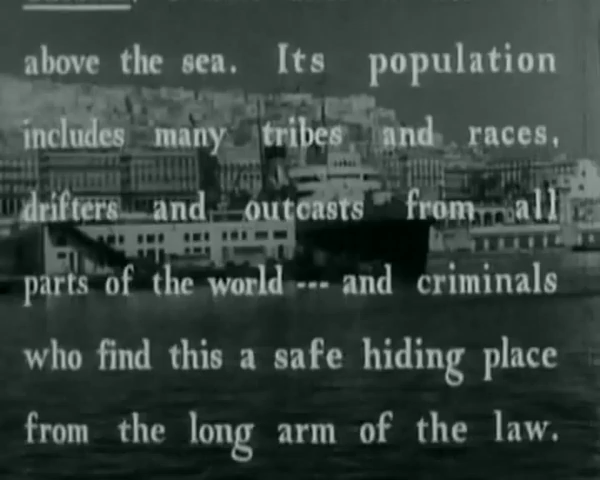 above the sea. Its population
includes many tribes and races,
drifters and outcasts from all
parts of the world --- and criminals
who find this a safe hiding place
from the long arm of the law.